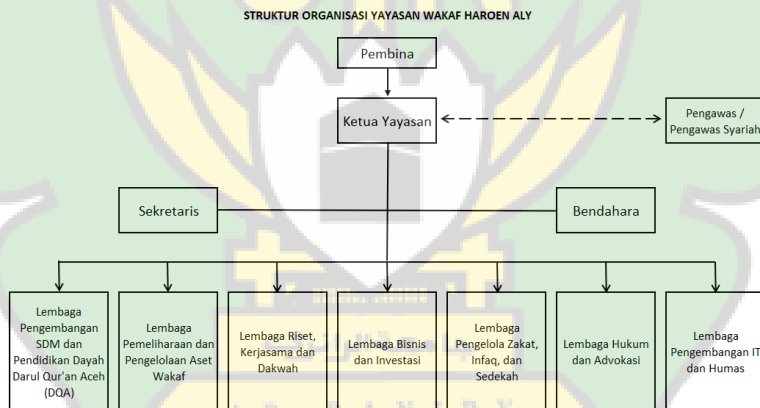 STRUKTUR ORGANISASI YAYASAN WAKAF HAROEN ALY
Pembina
Ketua Yayasan
Pengawas /
Pengawas Syariah
Sekretaris
Bendahara
Lembaga
Pengembangan
SDM dan
Pendidikan Dayah
Darul Qur'an Aceh
(DQA)
Lembaga
Pemeliharaan dan
Pengelolaan Aset
Wakaf
Lembaga Riset,
Kerjasama dan
Dakwah
Lembaga Bisnis
dan Investasi
Lembaga
Pengelola Zakat,
Infaq, dan
Sedekah
Lembaga Hukum
dan Advokasi
Lembaga
Pengembangan IT
dan Humas